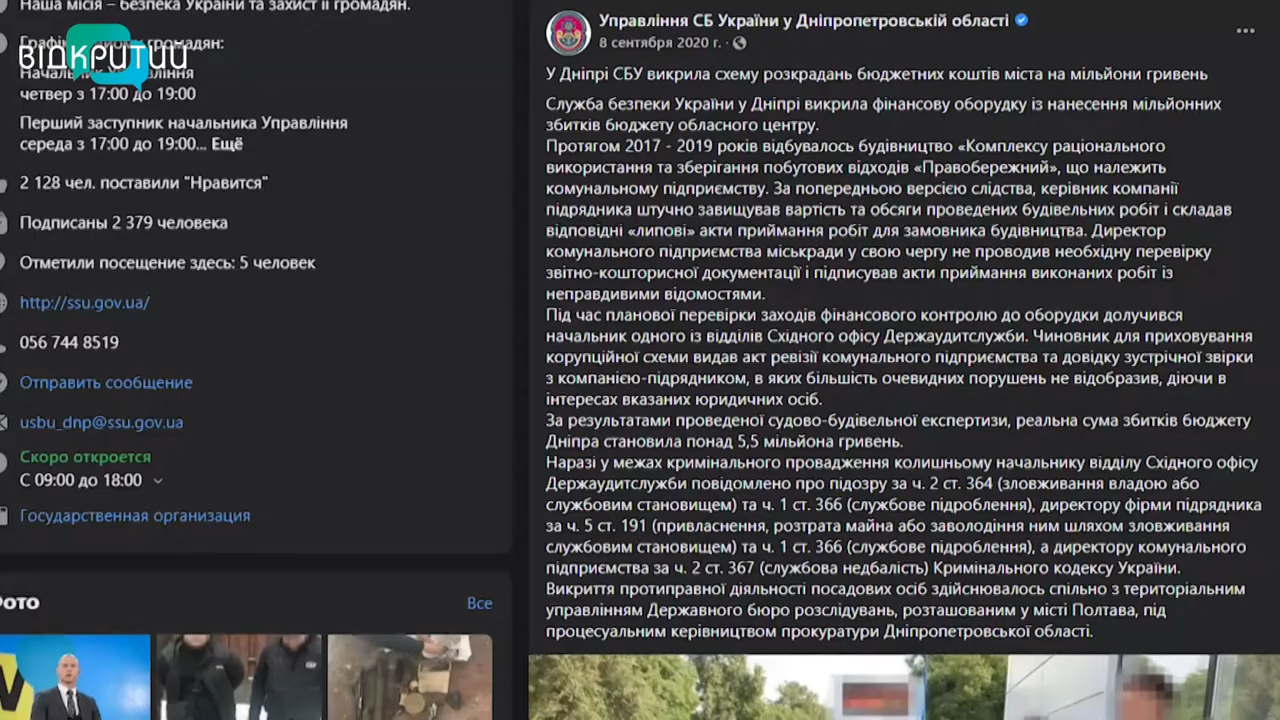 Наша місія – безпека України та захист її громадян.
ВІДКРИТИЙ
громадян:
Начальник Управління
четвер з 17:00 до 19:00
Перший заступник начальника Управління
середа з 17:00 до 19:00... Ещё
2 128 чел. поставили "Нравится"
Подписаны 2 379 человека
Отметили посещение здесь: 5 человек
http://ssu.gov.ua/
056 744 8519
Отправить сообщение
usbu_dnp@ssu.gov.ua
Скоро откроется
С 09:00 до 18:00
Государственная организация
Фото
Все
Управління СБ України у Дніпропетровській області
8 сентября 2020 г. ·
У Дніпрі СБУ викрила схему розкрадань бюджетних коштів міста на мільйони гривень
Служба безпеки України у Дніпрі викрила фінансову оборудку із нанесення мільйонних
збитків бюджету обласного центру.
Протягом 2017 - 2019 років відбувалось будівництво «Комплексу раціонального
використання та зберігання побутових відходів «Правобережний», що належить
комунальному підприємству. За попередньою версією слідства, керівник компанії
підрядника штучно завищував вартість та обсяги проведених будівельних робіт і складав
відповідні «липові» акти приймання робіт для замовника будівництва. Директор
комунального підприємства міськради у свою чергу не проводив необхідну перевірку
звітно-кошторисної документації і підписував акти приймання виконаних робіт із
неправдивими відомостями.
Під час планової перевірки заходів фінансового контролю до оборудки долучився
начальник одного із відділів Східного офісу Держаудитслужби. Чиновник для приховування
корупційної схеми видав акт ревізії комунального підприємства та довідку зустрічної звірки
з компанією-підрядником, в яких більшість очевидних порушень не відобразив, діючи в
інтересах вказаних юридичних осіб.
За результатами проведеної судово-будівельної експертизи, реальна сума збитків бюджету
Дніпра становила понад 5,5 мільйона гривень.
Наразі у межах кримінального провадження колишньому начальнику відділу Східного офісу
Держаудитслужби повідомлено про підозру за ч. 2 ст. 364 (зловживання владою або
службовим становищем) та ч. 1 ст. 366 (службове підроблення), директору фірми підрядника
за ч. 5 ст. 191 (привласнення, розтрата майна або заволодіння ним шляхом зловживання
службовим становищем) та ч. 1 ст. 366 (службове підроблення), а директору комунального
підприємства за ч. 2 ст. 367 (службова недбалість) Кримінального кодексу України.
Викриття протиправної діяльності посадових осіб здійснювалось спільно з територіальним
управлінням Державного бюро розслідувань, розташованим у місті Полтава, під
процесуальним керівництвом прокуратури Дніпропетровської області.